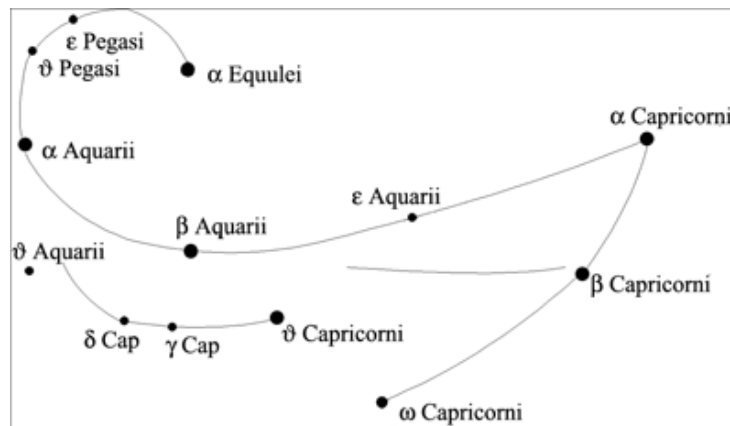 ε Pegasi
ϑ Pegasi
α Equulei
α Capricorni
α Aquarii
ε Aquarii
β Aquarii
ϑ Aquarii
β Capricorni
δ Cap
γ Cap
ϑ Capricorni
ω Capricorni